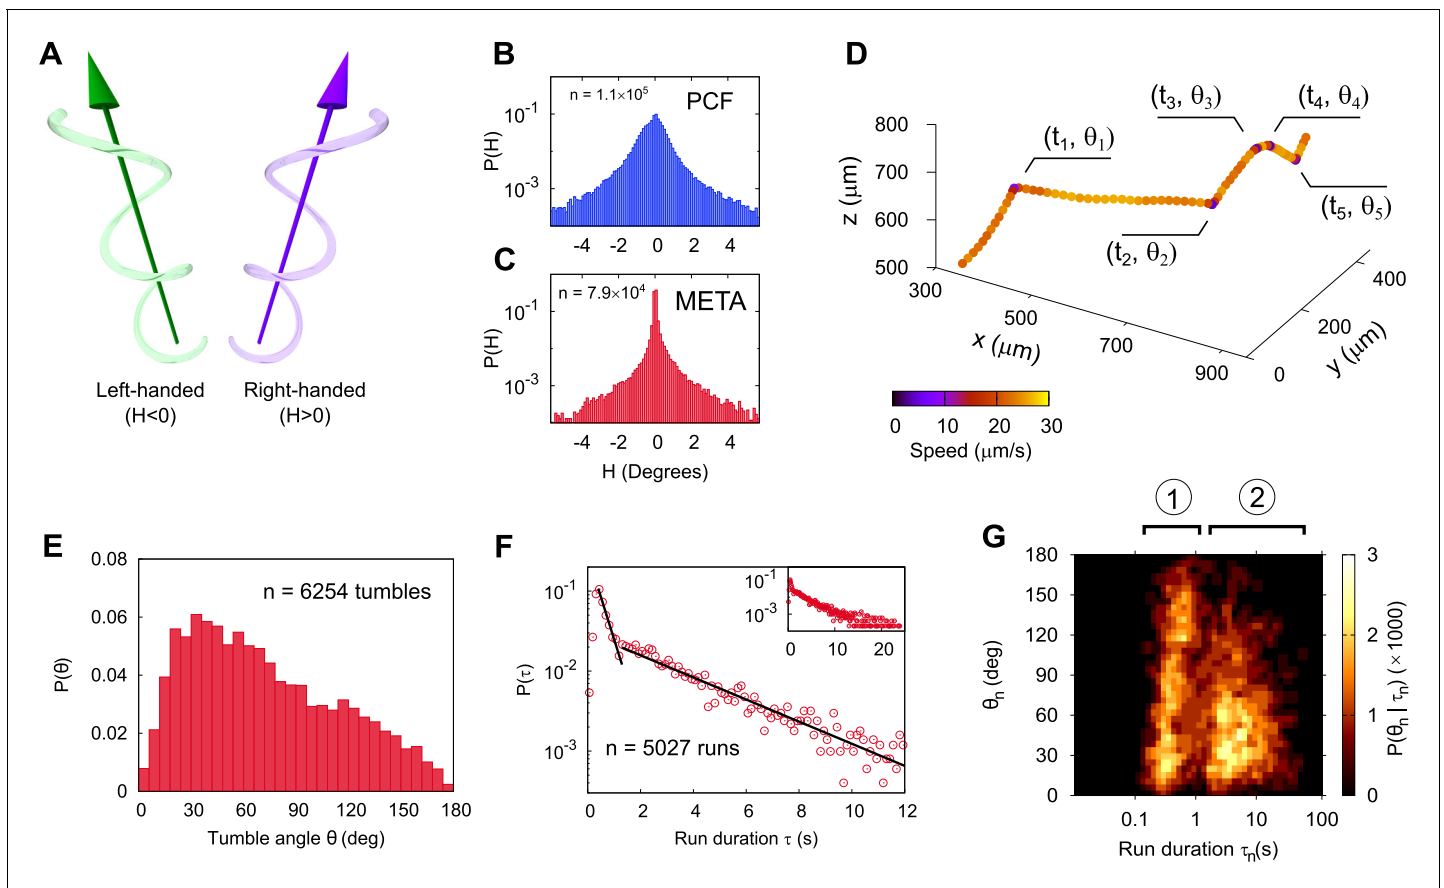 A
Left-handed
(H<0)
Right-handed
(H>0)
B
n = 1.1×10⁵
PCF
P(H)
10⁻¹
10⁻³
-4 -2 0 2 4
C
n = 7.9×10⁴
META
P(H)
10⁻¹
10⁻³
-4 -2 0 2 4
H (Degrees)
D
(t₁, θ₁)
(t₂, θ₂)
(t₃, θ₃)
(t₄, θ₄)
(t₅, θ₅)
z (μm)
800
700
600
500
300
500
700
900
x (μm)
0
200
400
y (μm)
0 10 20 30
Speed (μm/s)
E
n = 6254 tumbles
P(θ)
0.08
0.06
0.04
0.02
0
0 30 60 90 120 150 180
Tumble angle θ (deg)
F
P(τ)
10⁻¹
10⁻²
10⁻³
n = 5027 runs
0 2 4 6 8 10 12
Run duration τ (s)
10⁻¹
10⁻³
0 10 20
G
1
2
θₙ (deg)
180
150
120
90
60
30
0
0.1 1 10 100
Run duration τₙ(s)
3
2
1
0
P(θₙ | τₙ) (×1000)